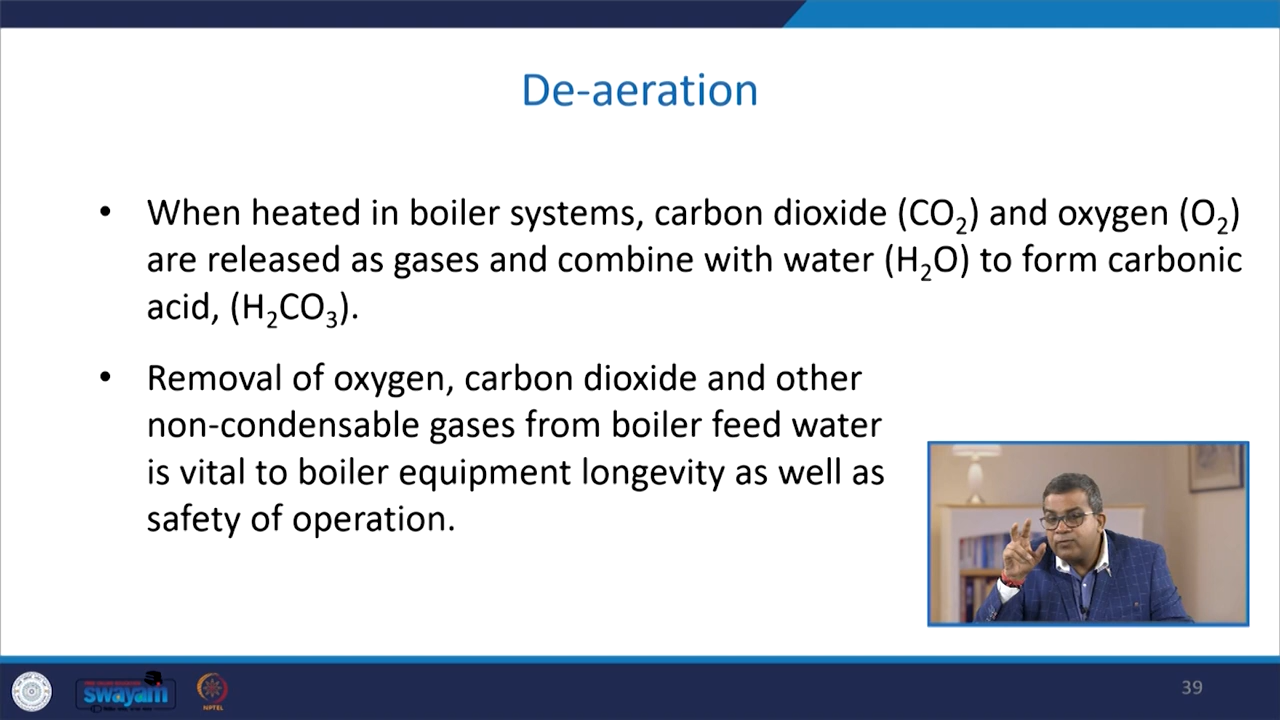 De-aeration
• When heated in boiler systems, carbon dioxide (CO₂) and oxygen (O₂)
are released as gases and combine with water (H₂O) to form carbonic
acid, (H₂CO₃).
• Removal of oxygen, carbon dioxide and other
non-condensable gases from boiler feed water
is vital to boiler equipment longevity as well as
safety of operation.
swayam
NPTEL
39